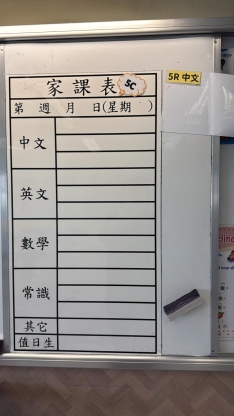 家課表 5C
5R 中文
第 週 月 日(星期 )
中文
英文
數學
常識
其它
值日生